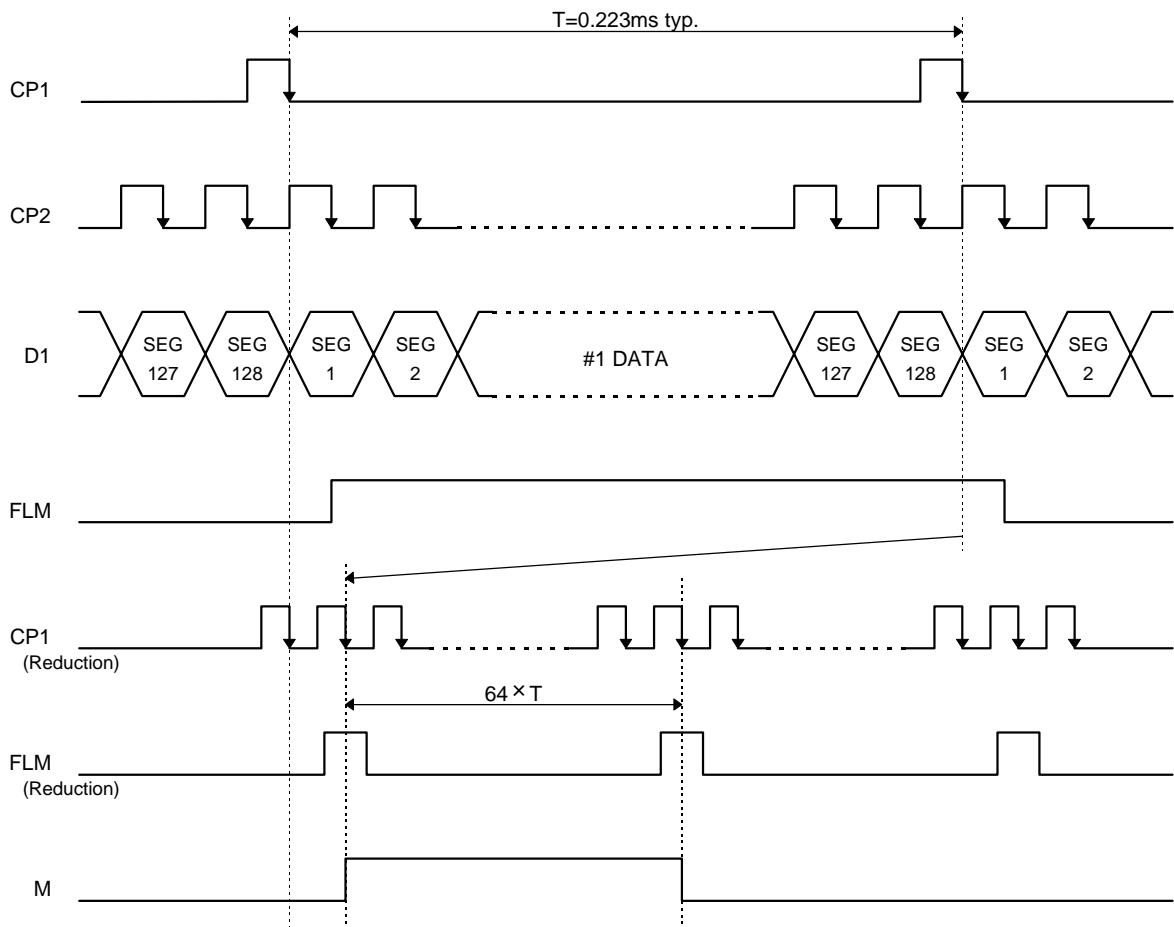 T=0.223ms typ.
CP1
CP2
D1
SEG 127
SEG 128
SEG 1
SEG 2
#1 DATA
SEG 127
SEG 128
SEG 1
SEG 2
FLM
CP1
(Reduction)
64×T
FLM
(Reduction)
M